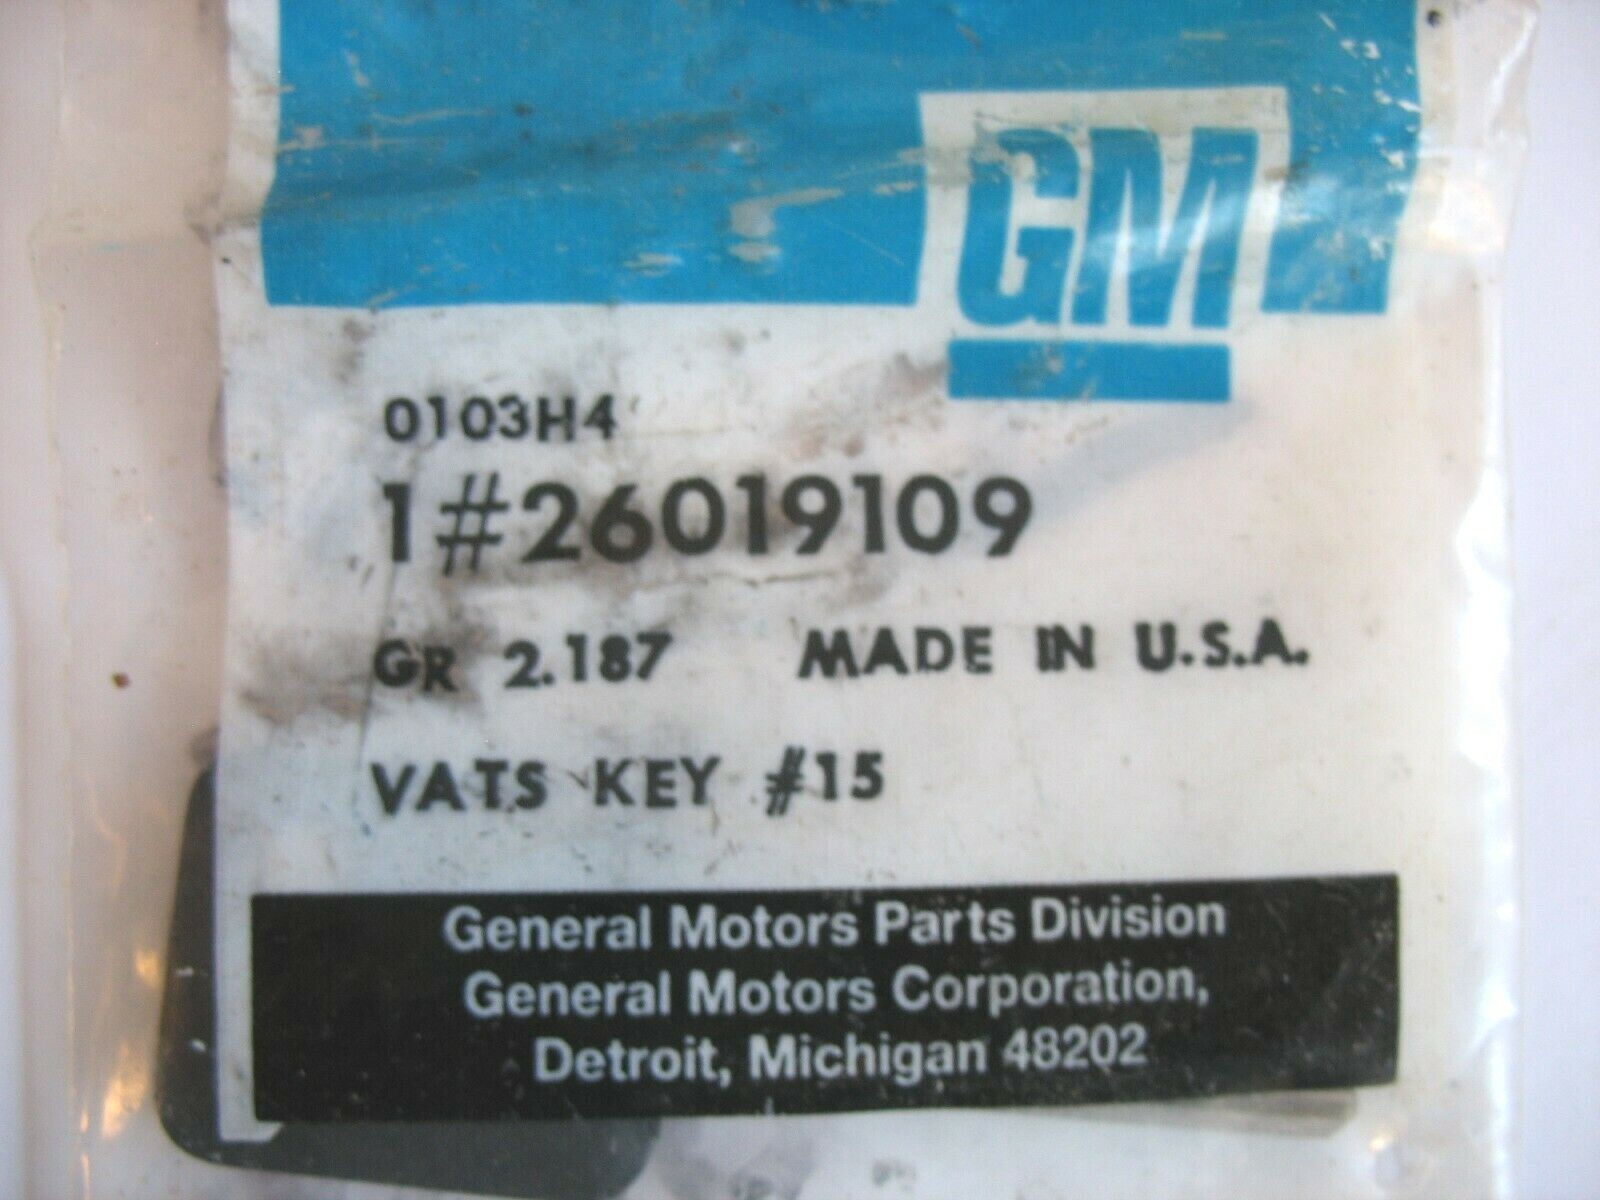 GM
0103H4
1#26019109
GR 2.187 MADE IN U.S.A.
VATS KEY #15
General Motors Parts Division
General Motors Corporation,
Detroit, Michigan 48202